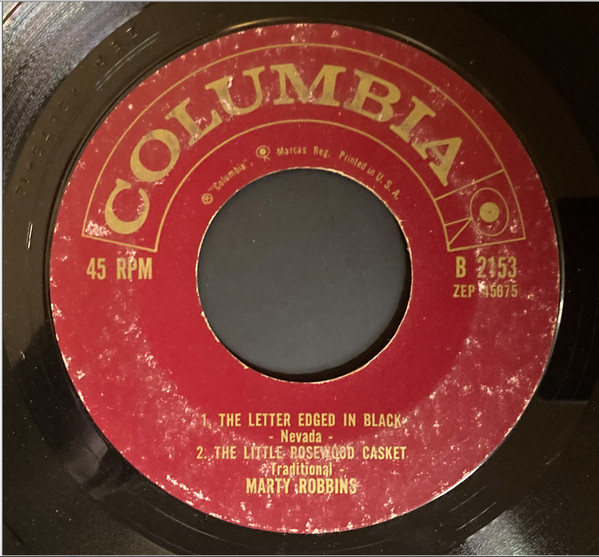 COLUMBIA
® "Columbia" Marcas Reg. Printed in U. S. A.
45 RPM
B 2153
ZEP 45075
1. THE LETTER EDGED IN BLACK
- Nevada -
2. THE LITTLE ROSEWOOD CASKET
- Traditional -
MARTY ROBBINS